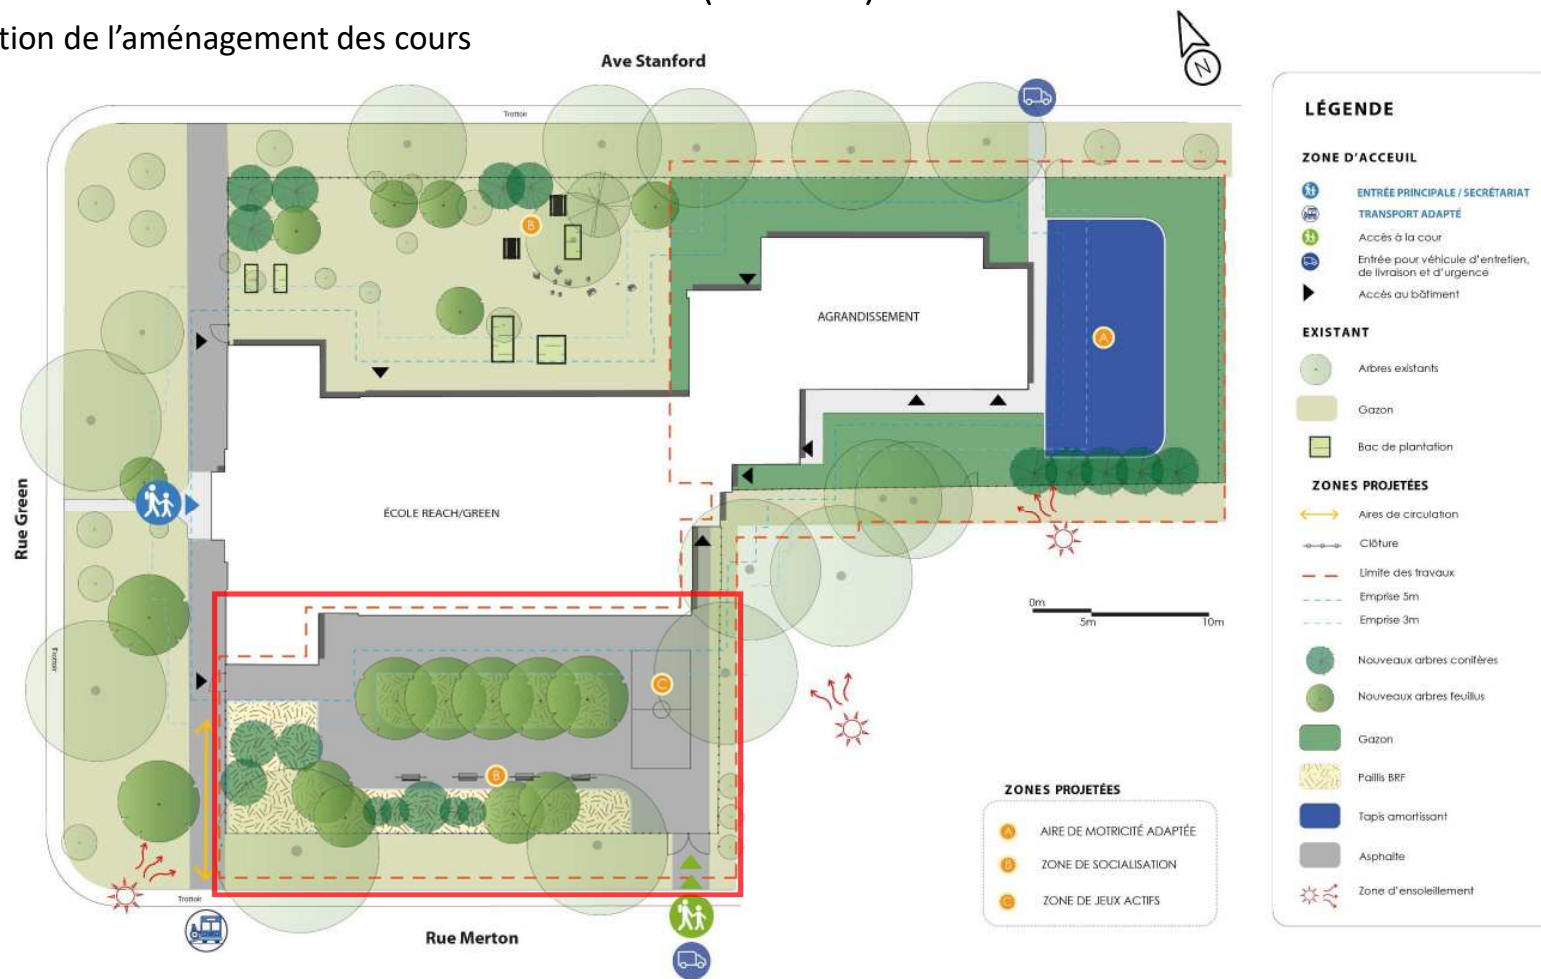 tion de l’aménagement des cours
Ave Stanford
N
Trottoir
B
AGRANDISSEMENT
A
ÉCOLE REACH/GREEN
Rue Green
Trottoir
0m
5m
10m
C
B
Trottoir
Rue Merton
ZONES PROJETÉES
A AIRE DE MOTRICITÉ ADAPTÉE
B ZONE DE SOCIALISATION
C ZONE DE JEUX ACTIFS
LÉGENDE
ZONE D’ACCEUIL
ENTRÉE PRINCIPALE / SECRÉTARIAT
TRANSPORT ADAPTÉ
Accès à la cour
Entrée pour véhicule d’entretien,
de livraison et d’urgence
Accès au bâtiment
EXISTANT
Arbres existants
Gazon
Bac de plantation
ZONES PROJETÉES
Aires de circulation
Clôture
Limite des travaux
Emprise 5m
Emprise 3m
Nouveaux arbres conifères
Nouveaux arbres feuillus
Gazon
Paillis BRF
Tapis amortissant
Asphalte
Zone d’ensoleillement